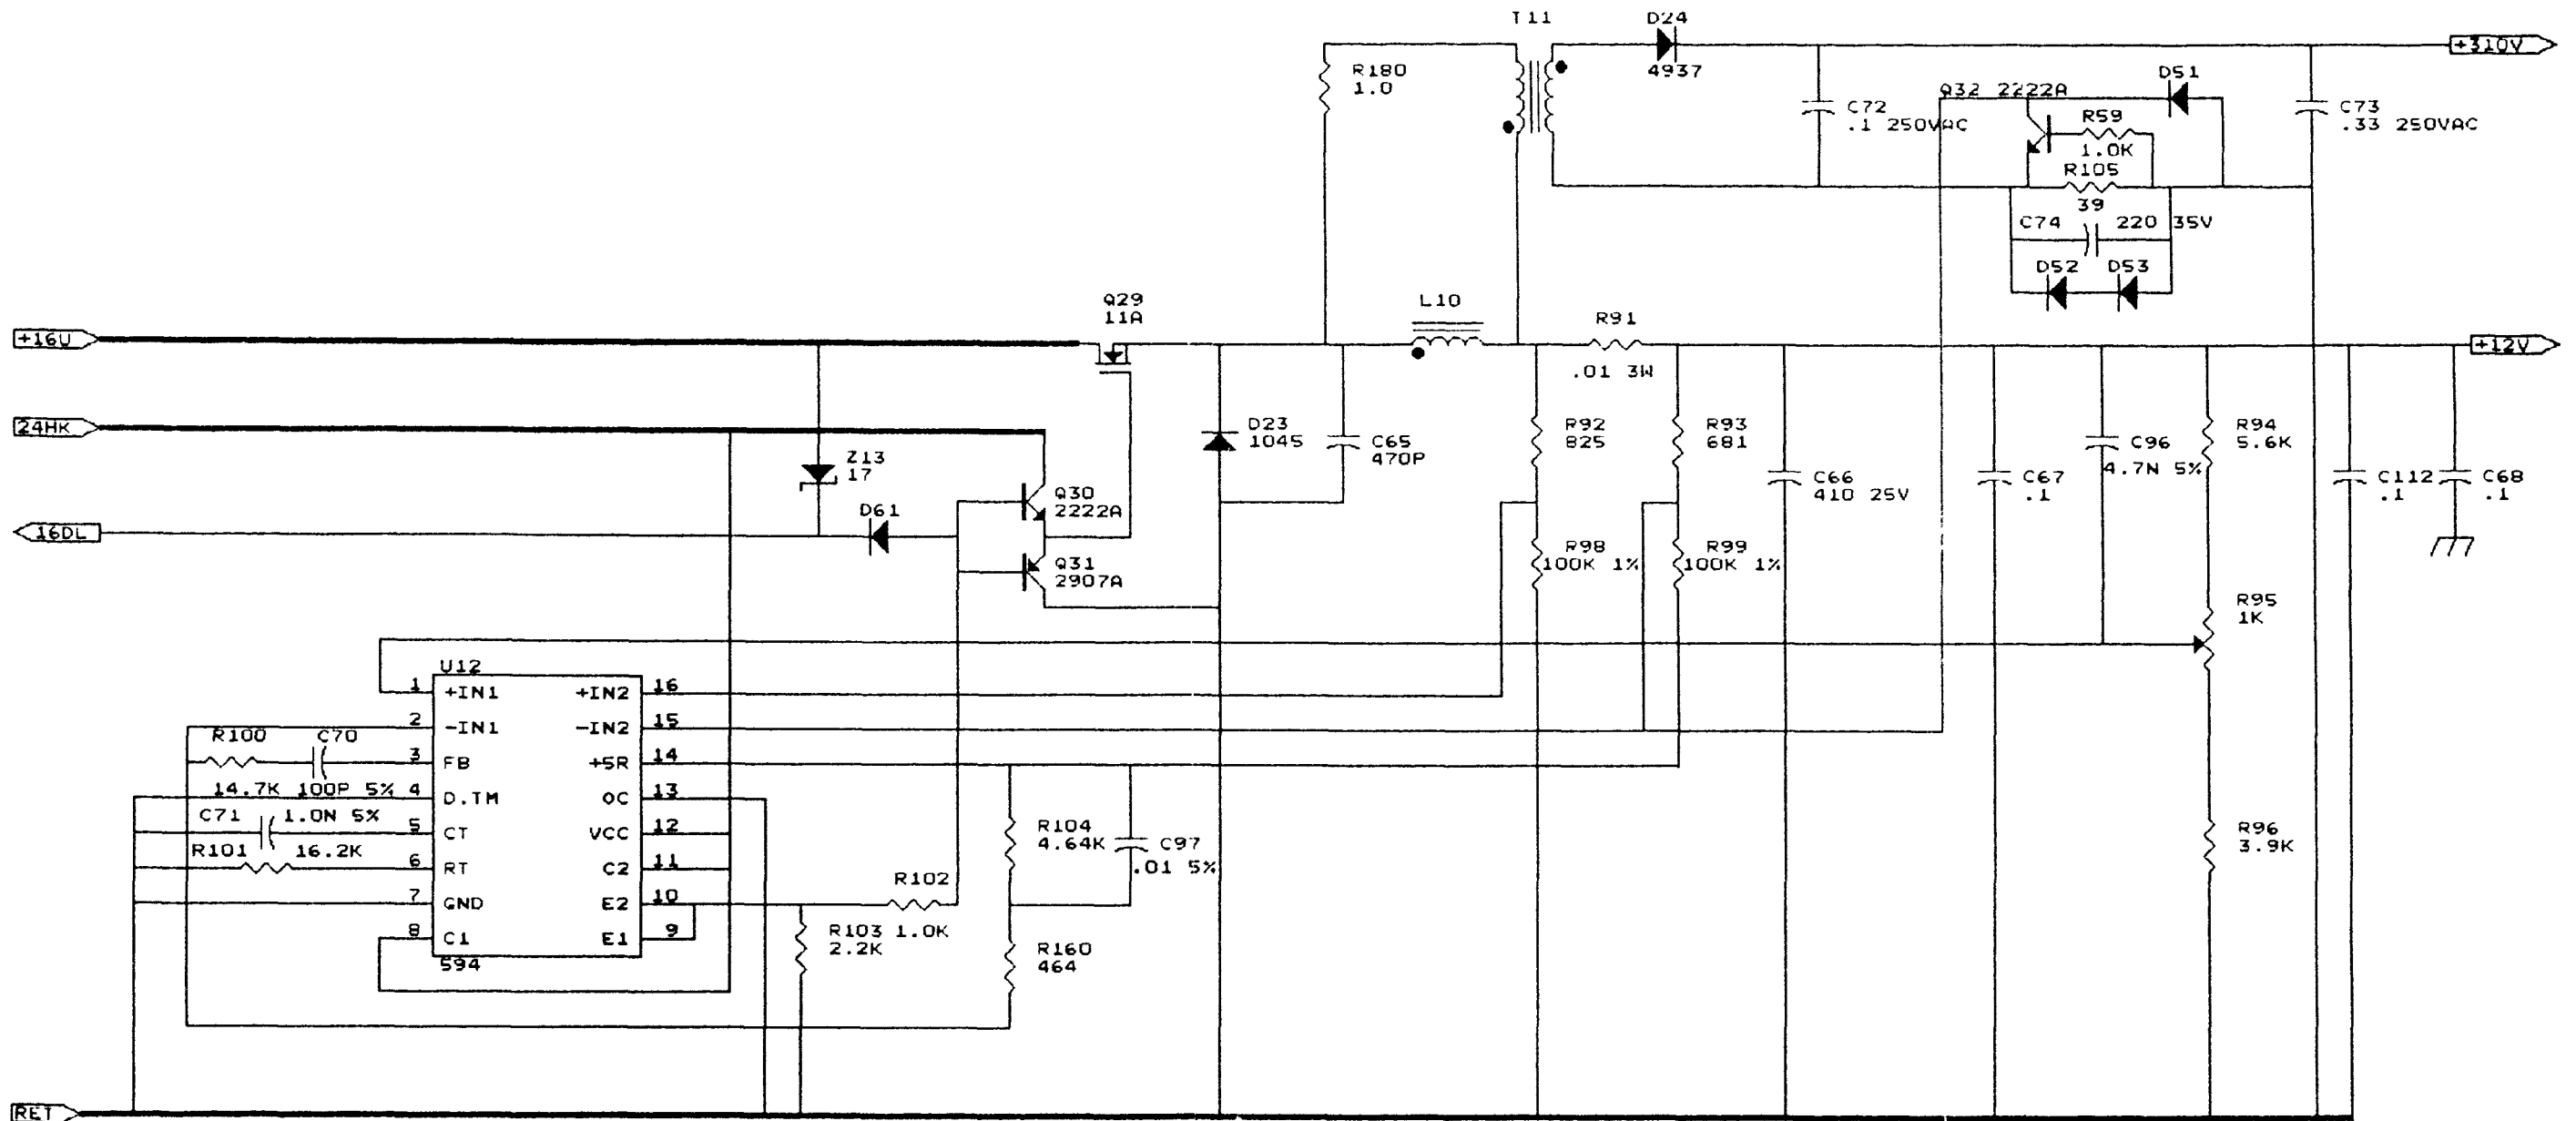 T11
D24
4937
+310V
R180
1.0
C72
.1 250VAC
Q32 2222A
D51
R59
1.0K
R105
39
C73
.33 250VAC
C74
220 35V
D52
D53
Q29
11A
L10
R91
.01 3W
+16U
+12V
24HK
Z13
17
D23
1045
C65
470P
R92
825
R93
681
C66
410 25V
C67
.1
C96
4.7N 5%
R94
5.6K
C112
.1
C68
.1
16DL
D61
Q30
2222A
Q31
2907A
R98
100K 1%
R99
100K 1%
R95
1K
U12
1 +IN1 +IN2 16
2 -IN1 -IN2 15
R100 C70
3 FB +5R 14
14.7K 100P 5%
4 D.TM OC 13
C71 1.0N 5%
5 CT VCC 12
R101 16.2K
6 RT C2 11
7 GND E2 10
8 C1 E1 9
594
R104
4.64K
C97
.01 5%
R96
3.9K
R102
1.0K
R103
2.2K
R160
464
RET